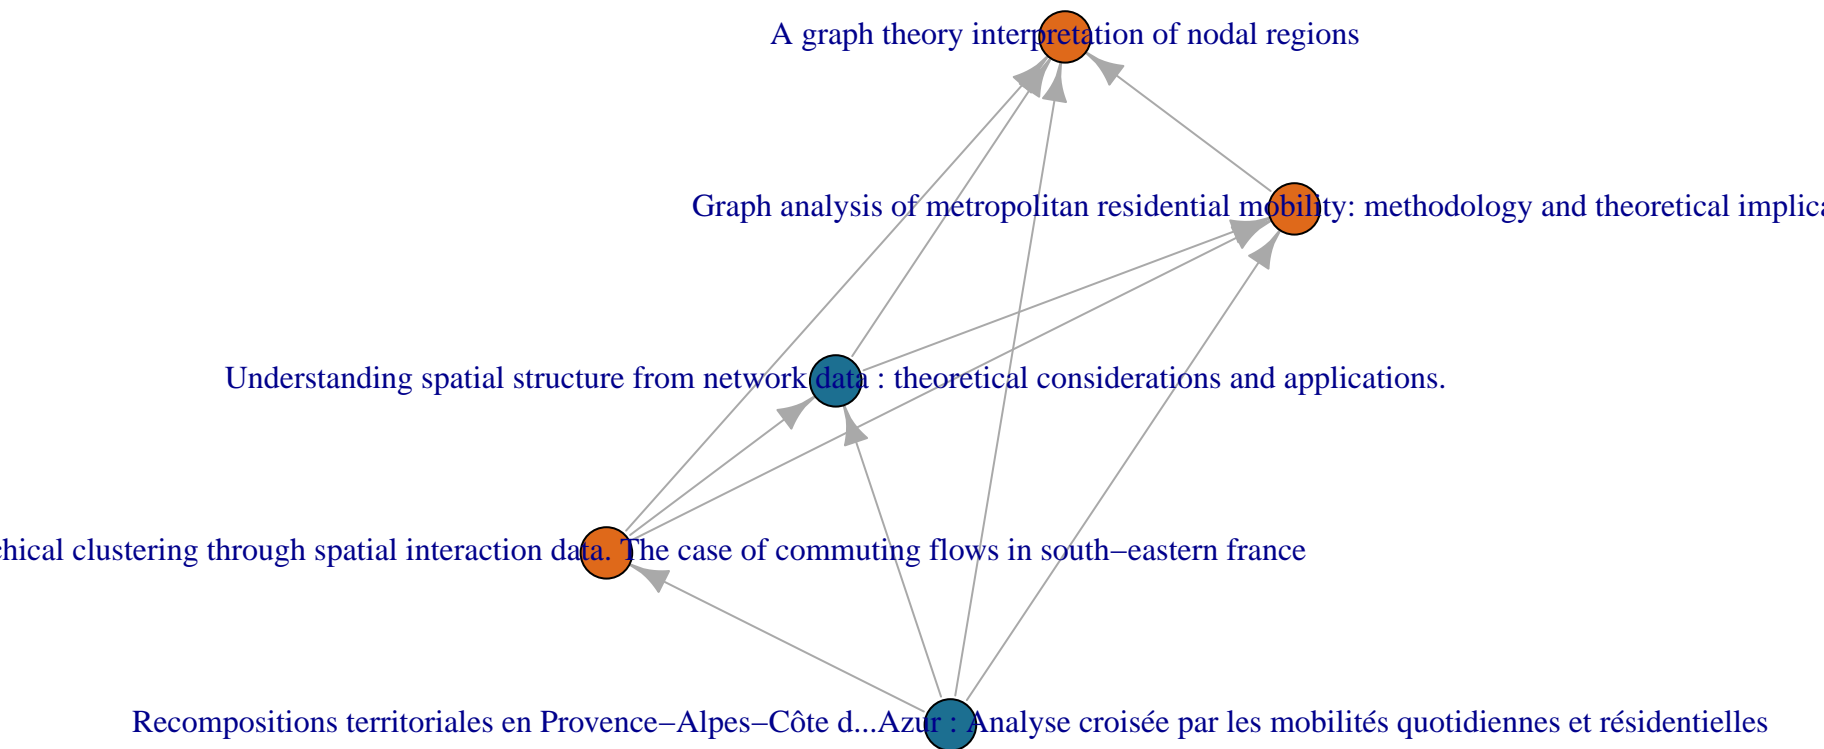 A graph theory interpretation of nodal regions
Graph analysis of metropolitan residential mobility: methodology and theoretical implica
Understanding spatial structure from network data : theoretical considerations and applications.
chical clustering through spatial interaction data. The case of commuting flows in south−eastern france
Recompositions territoriales en Provence−Alpes−Côte d...Azur : Analyse croisée par les mobilités quotidiennes et résidentielles